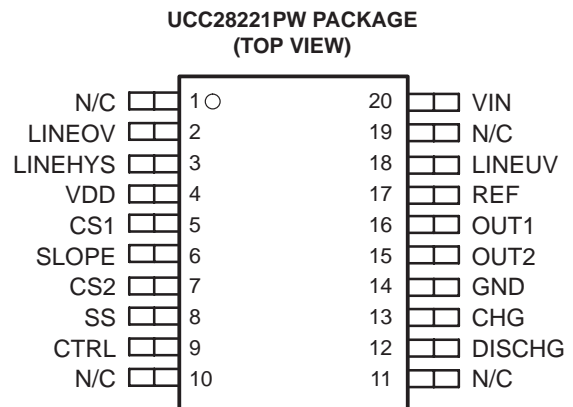 UCC28221PW PACKAGE
(TOP VIEW)
N/C 1 20 VIN
LINEOV 2 19 N/C
LINEHYS 3 18 LINEUV
VDD 4 17 REF
CS1 5 16 OUT1
SLOPE 6 15 OUT2
CS2 7 14 GND
SS 8 13 CHG
CTRL 9 12 DISCHG
N/C 10 11 N/C